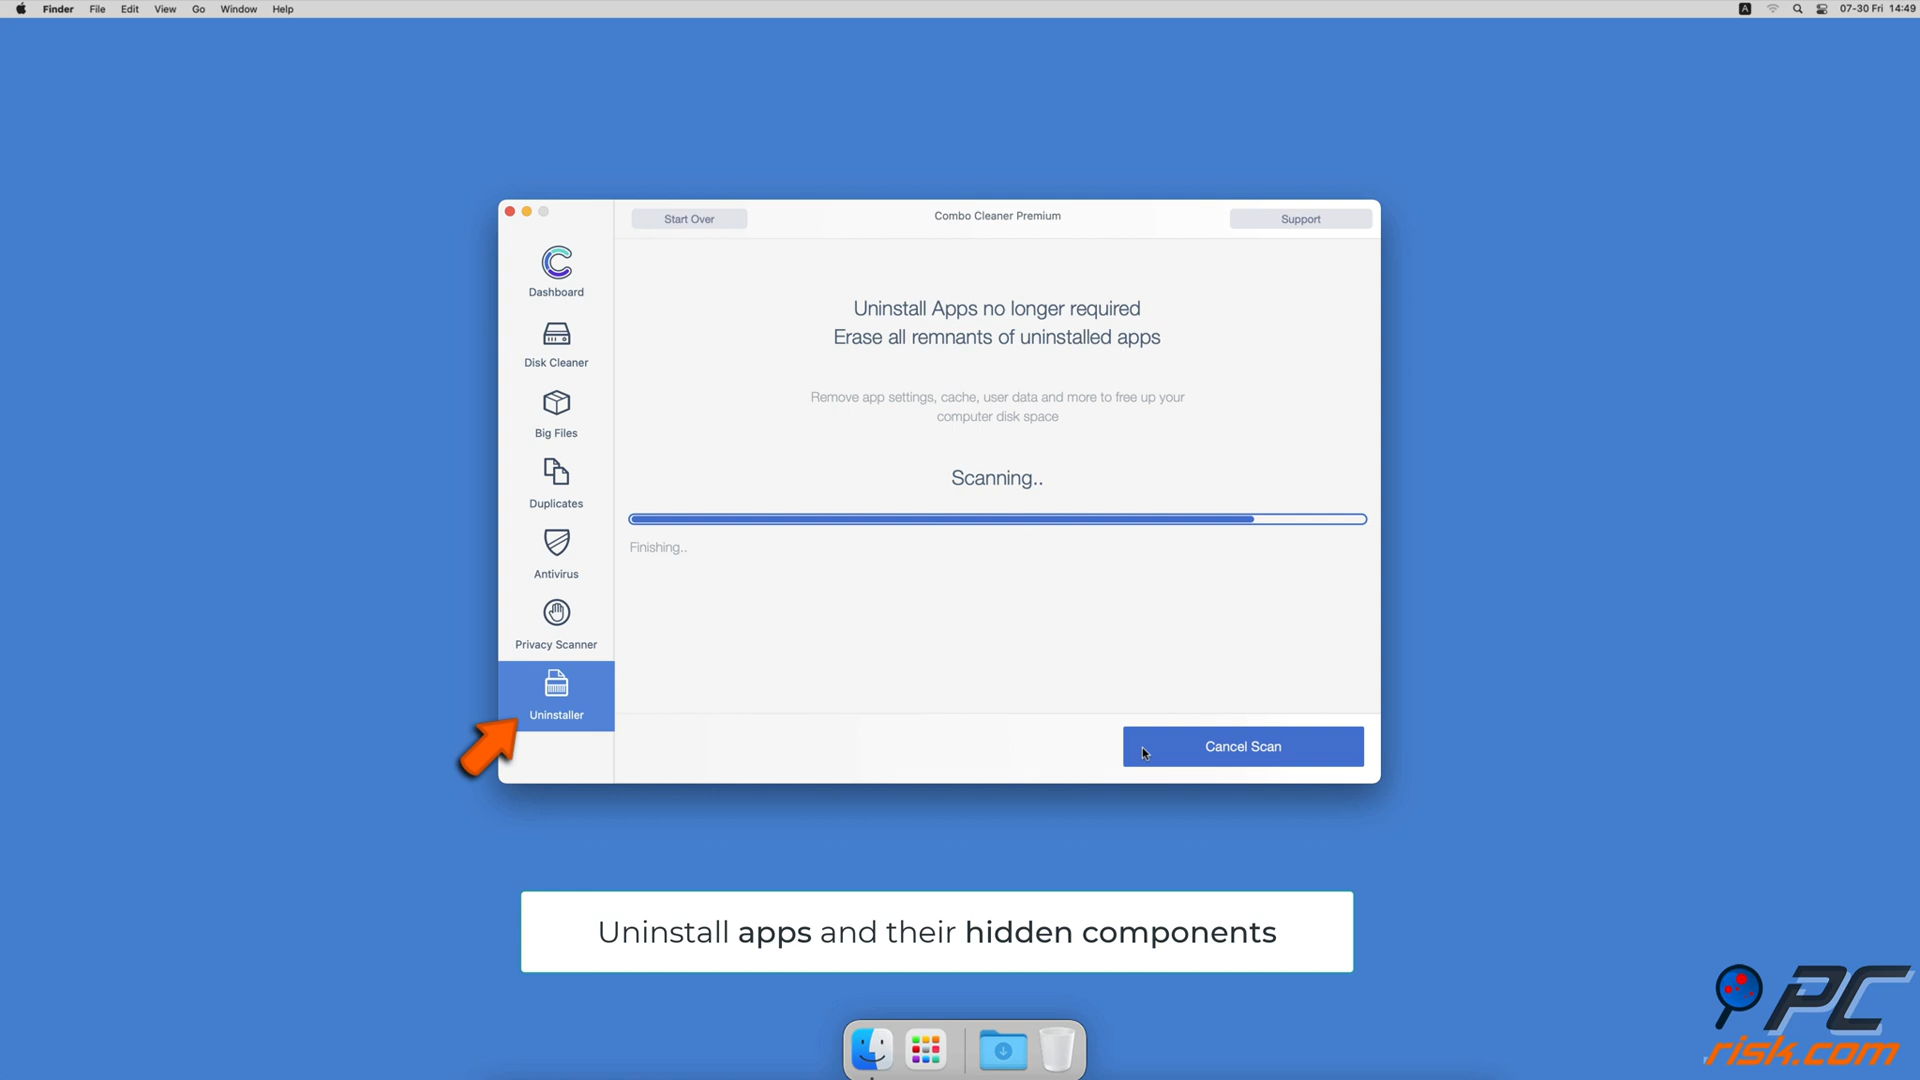 Finder File Edit View Go Window Help
A 07-30 Fri 14:49
Start Over
Combo Cleaner Premium
Support
Dashboard
Disk Cleaner
Big Files
Duplicates
Antivirus
Privacy Scanner
Uninstaller
Uninstall Apps no longer required
Erase all remnants of uninstalled apps
Remove app settings, cache, user data and more to free up your
computer disk space
Scanning..
Finishing..
Cancel Scan
Uninstall apps and their hidden components
PC
risk.com